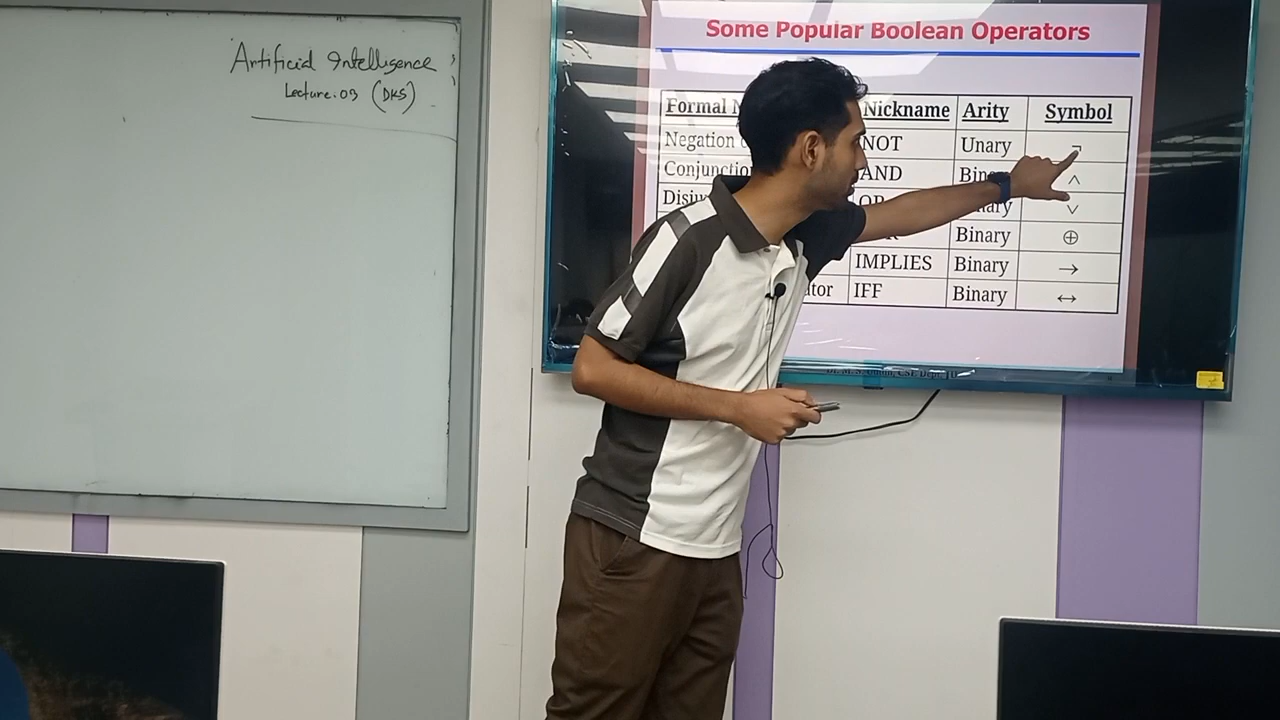 Artificial Intelligence
Lecture: 03 (DKS)
Some Popular Boolean Operators
Formal Nickname Arity Symbol
Negation NOT Unary ¬
Conjunction AND ∧
OR ∨
Binary ⊕
IMPLIES Binary →
IFF Binary ↔